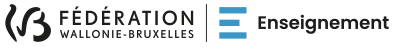 FÉDÉRATION
WALLONIE-BRUXELLES
Enseignement